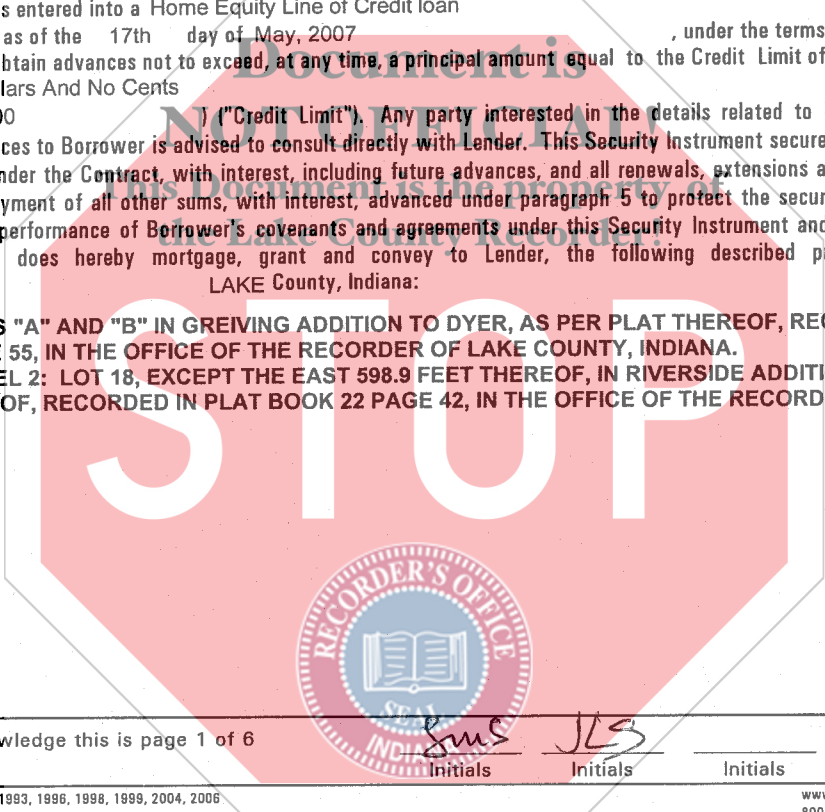 s entered into a Home Equity Line of Credit loan
as of the 17th day of May, 2007 , under the terms
btain advances not to exceed, at any time, a principal amount equal to the Credit Limit of
Document is
lars And No Cents
00 ) ("Credit Limit"). Any party interested in the details related to
NOT OFFICIAL!
ces to Borrower is advised to consult directly with Lender. This Security Instrument secure
nder the Contract, with interest, including future advances, and all renewals, extensions a
This Document is the property of
yment of all other sums, with interest, advanced under paragraph 5 to protect the secur
performance of Borrower's covenants and agreements under this Security Instrument and
the Lake County Recorder!
does hereby mortgage, grant and convey to Lender, the following described p
LAKE County, Indiana:
S "A" AND "B" IN GREIVING ADDITION TO DYER, AS PER PLAT THEREOF, REC
E 55, IN THE OFFICE OF THE RECORDER OF LAKE COUNTY, INDIANA.
EL 2: LOT 18, EXCEPT THE EAST 598.9 FEET THEREOF, IN RIVERSIDE ADDITI
OF, RECORDED IN PLAT BOOK 22 PAGE 42, IN THE OFFICE OF THE RECORD
STOP
RECORDER'S OFFICE
SEAL
INDIANA
wledge this is page 1 of 6 SMS JLS
Initials Initials Initials
1993, 1996, 1998, 1999, 2004, 2006 www